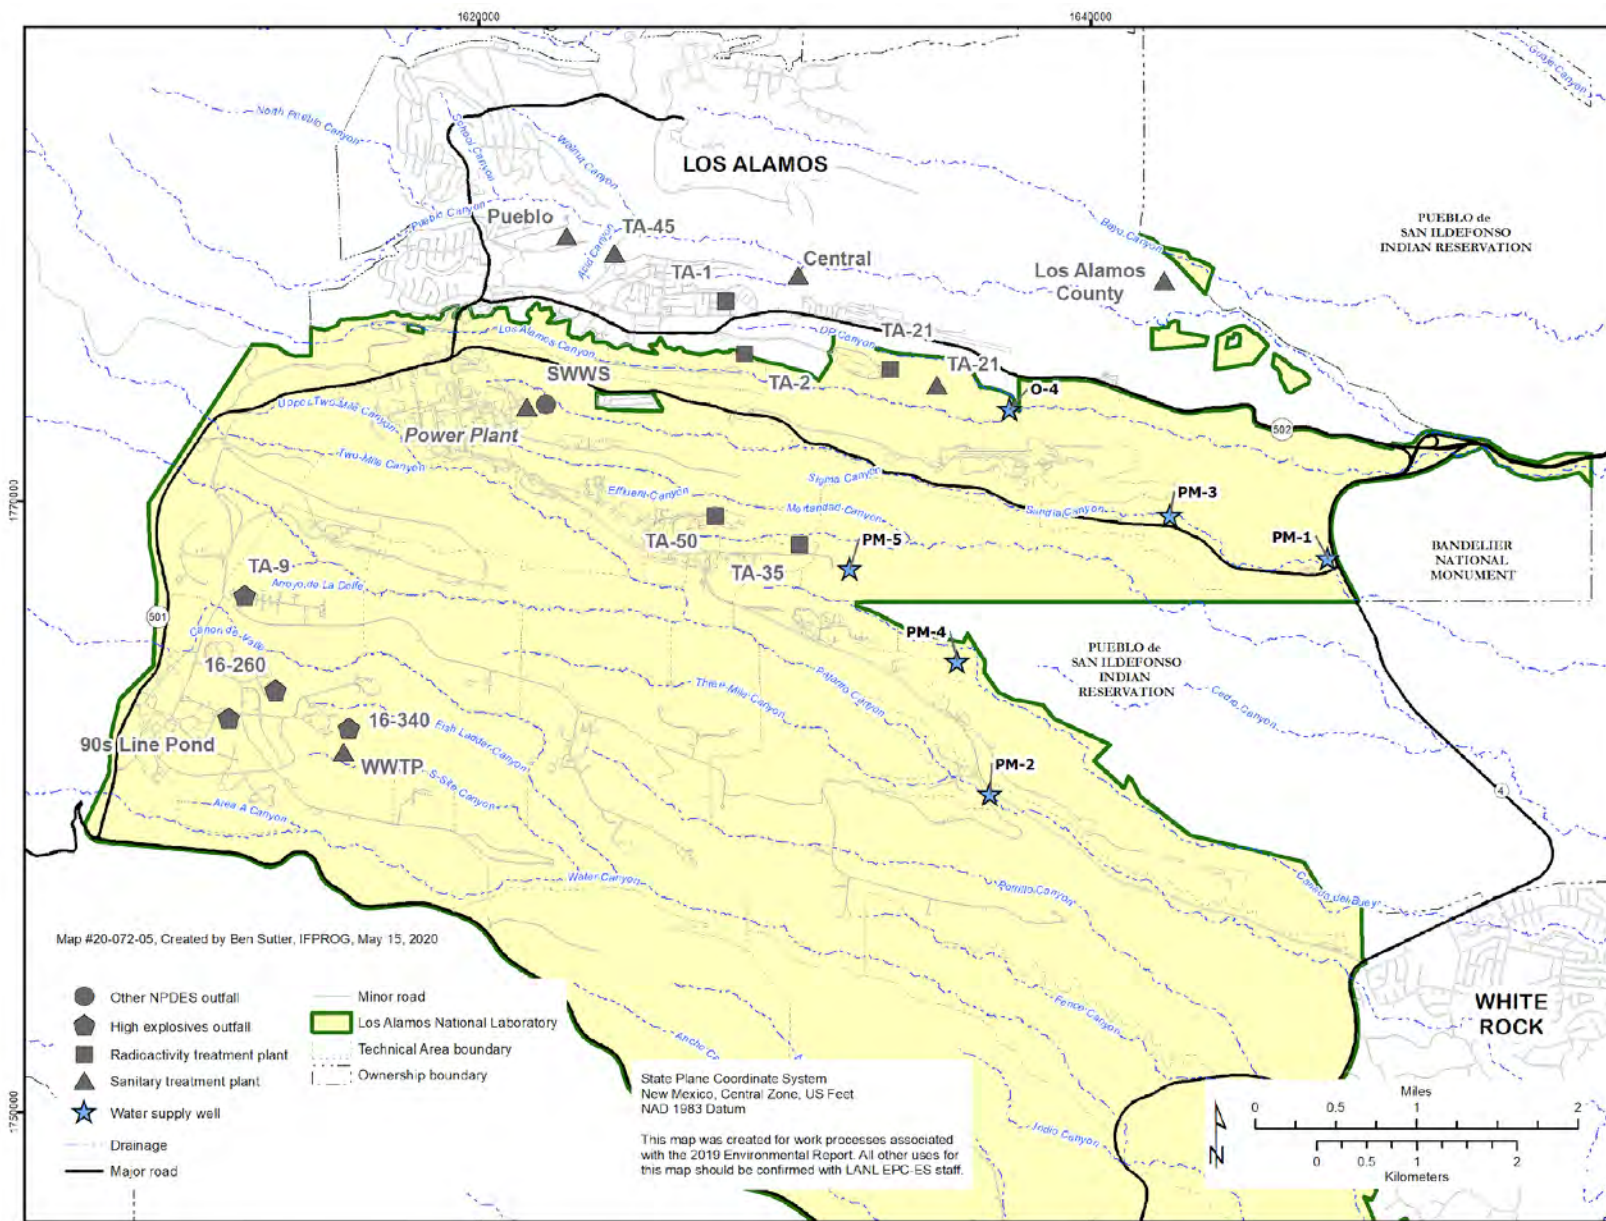 1620000
1640000
Guaje Canyon
North Pueblo Canyon
School Canyon
Walnut Canyon
LOS ALAMOS
Pueblo Canyon
Pueblo
TA-45
Acid Canyon
Bayo Canyon
PUEBLO de
SAN ILDEFONSO
INDIAN RESERVATION
TA-1
Central
Los Alamos
County
Los Alamos Canyon
DP Canyon
TA-21
TA-21
SWWS
TA-2
O-4
Upper Two-Mile Canyon
Power Plant
502
Two-Mile Canyon
Sigma Canyon
Effluent Canyon
Mortandad Canyon
Sandia Canyon
PM-3
1770000
TA-50
PM-5
PM-1
TA-35
BANDELIER
NATIONAL
MONUMENT
TA-9
Arroyo de La Delfe
501
Canon de Valle
PM-4
PUEBLO de
SAN ILDEFONSO
INDIAN
RESERVATION
16-260
Three-Mile Canyon
Pajarito Canyon
Cedro Canyon
16-340
90s Line Pond
Fish Ladder Canyon
WWTP
S-Site Canyon
PM-2
4
Area A Canyon
Water Canyon
Potrillo Canyon
Canada del Buey
Map #20-072-05, Created by Ben Sutter, IFPROG, May 15, 2020
Other NPDES outfall
High explosives outfall
Radioactivity treatment plant
Sanitary treatment plant
Water supply well
Drainage
Major road
Minor road
Los Alamos National Laboratory
Technical Area boundary
Ownership boundary
Fence Canyon
WHITE
ROCK
Ancho Ca
1750000
State Plane Coordinate System
New Mexico, Central Zone, US Feet
NAD 1983 Datum
This map was created for work processes associated
with the 2019 Environmental Report. All other uses for
this map should be confirmed with LANL EPC-ES staff.
Indio Canyon
N
Miles
0 0.5 1 2
0 0.5 1 2
Kilometers